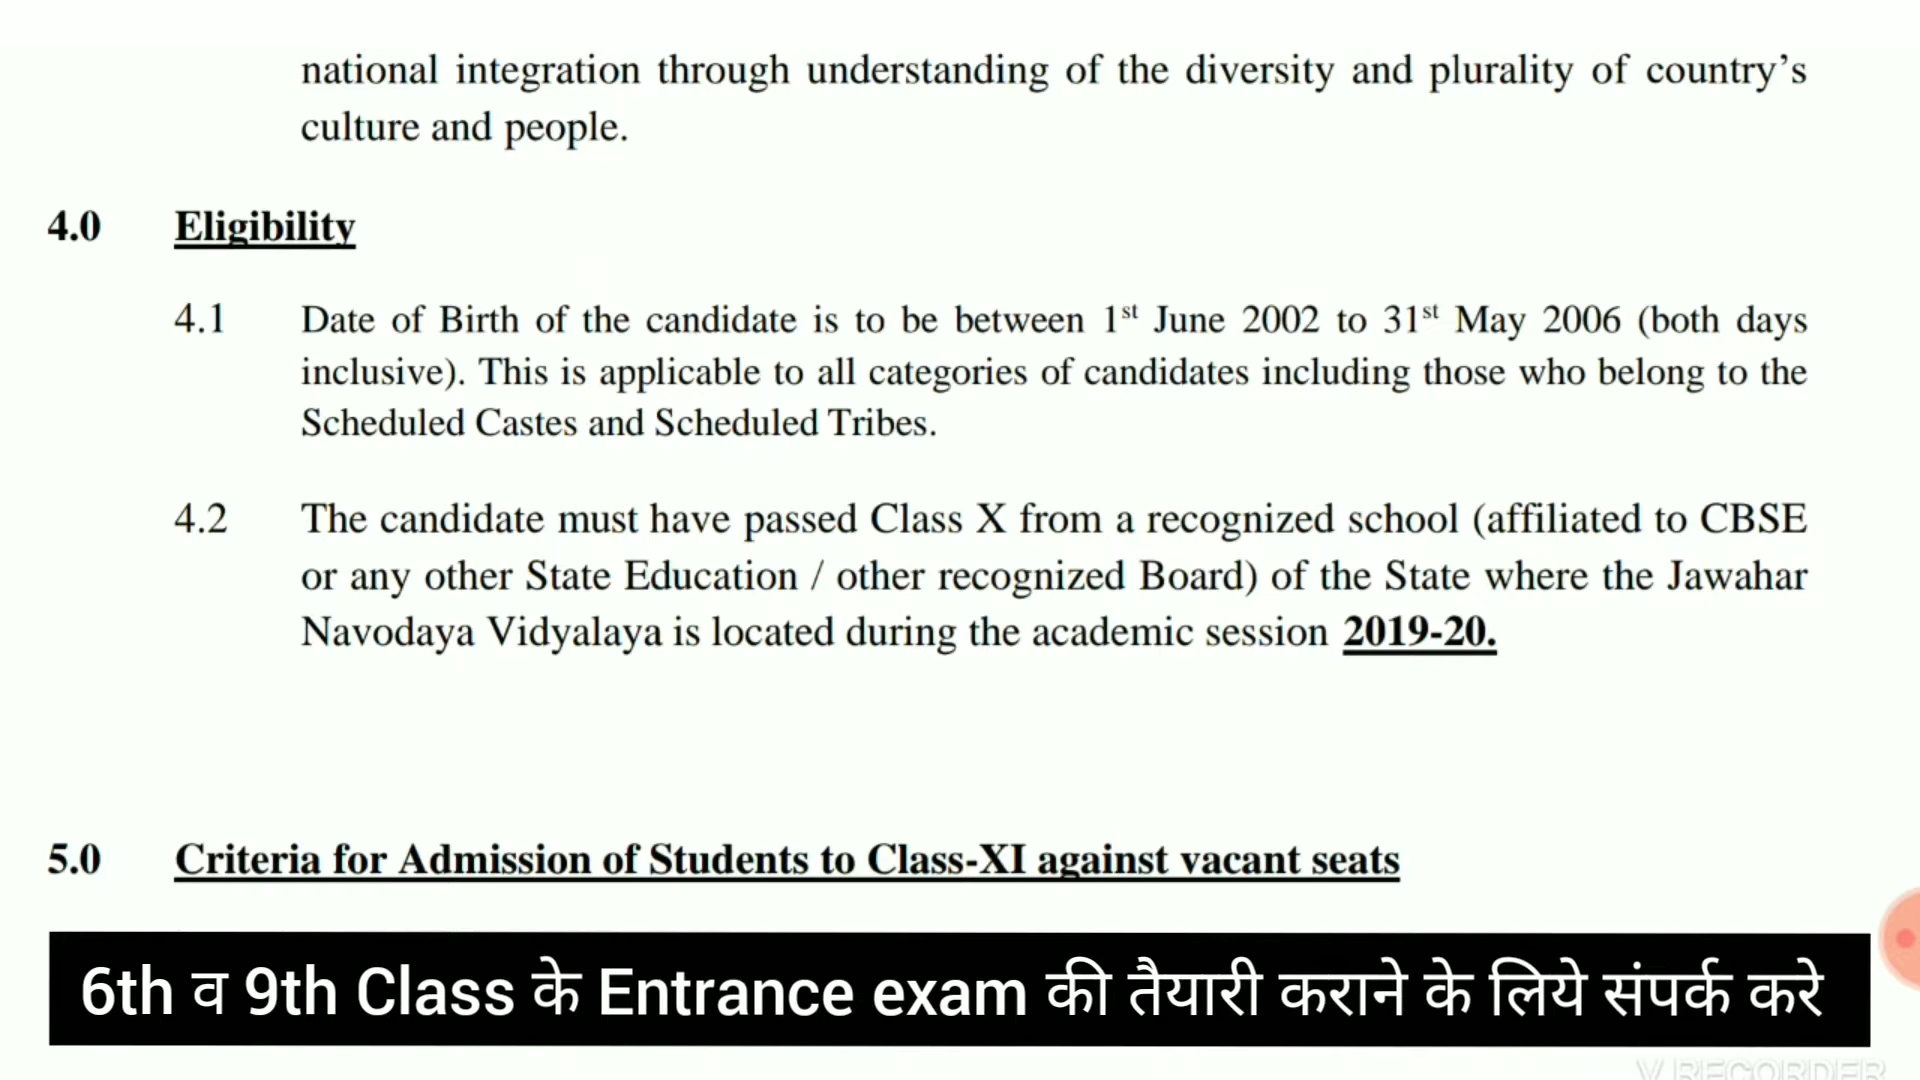 national integration through understanding of the diversity and plurality of country’s
culture and people.
4.0 Eligibility
4.1 Date of Birth of the candidate is to be between 1st June 2002 to 31st May 2006 (both days
inclusive). This is applicable to all categories of candidates including those who belong to the
Scheduled Castes and Scheduled Tribes.
4.2 The candidate must have passed Class X from a recognized school (affiliated to CBSE
or any other State Education / other recognized Board) of the State where the Jawahar
Navodaya Vidyalaya is located during the academic session 2019-20.
5.0 Criteria for Admission of Students to Class-XI against vacant seats
6th व 9th Class के Entrance exam की तैयारी कराने के लिये संपर्क करे
V RECORDER